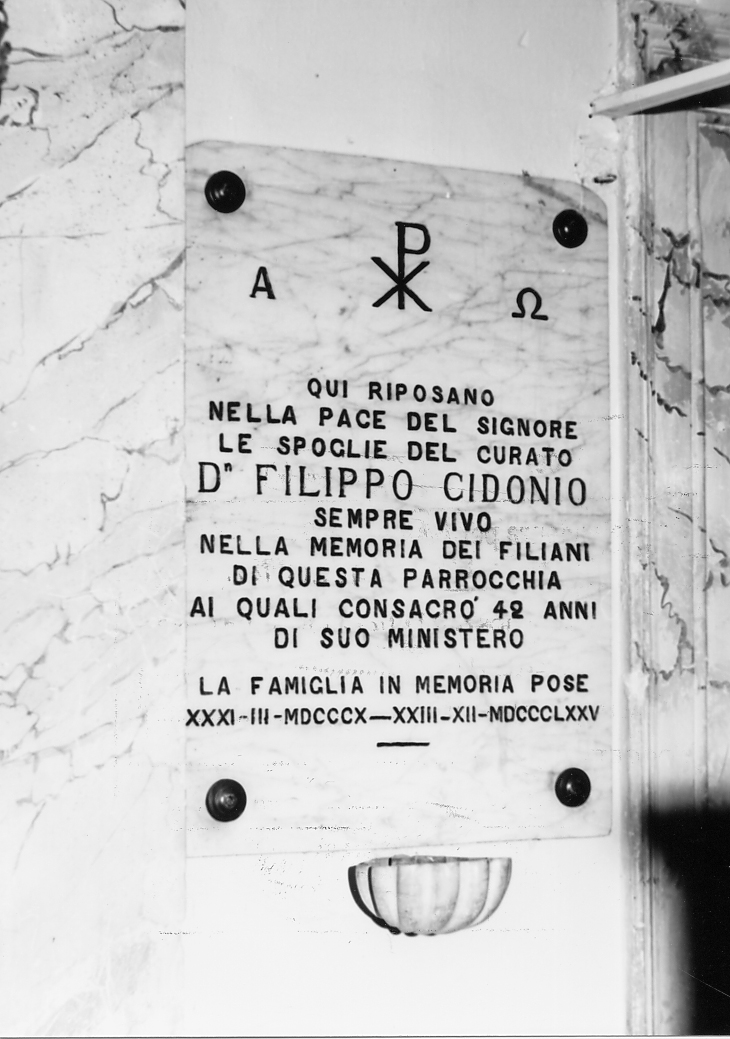 A ☧ Ω
QUI RIPOSANO
NELLA PACE DEL SIGNORE
LE SPOGLIE DEL CURATO
Dⁿ FILIPPO CIDONIO
SEMPRE VIVO
NELLA MEMORIA DEI FILIANI
DI QUESTA PARROCCHIA
AI QUALI CONSACRO' 42 ANNI
DI SUO MINISTERO
LA FAMIGLIA IN MEMORIA POSE
XXXI-III-MDCCCX—XXIII-XII-MDCCCLXXV